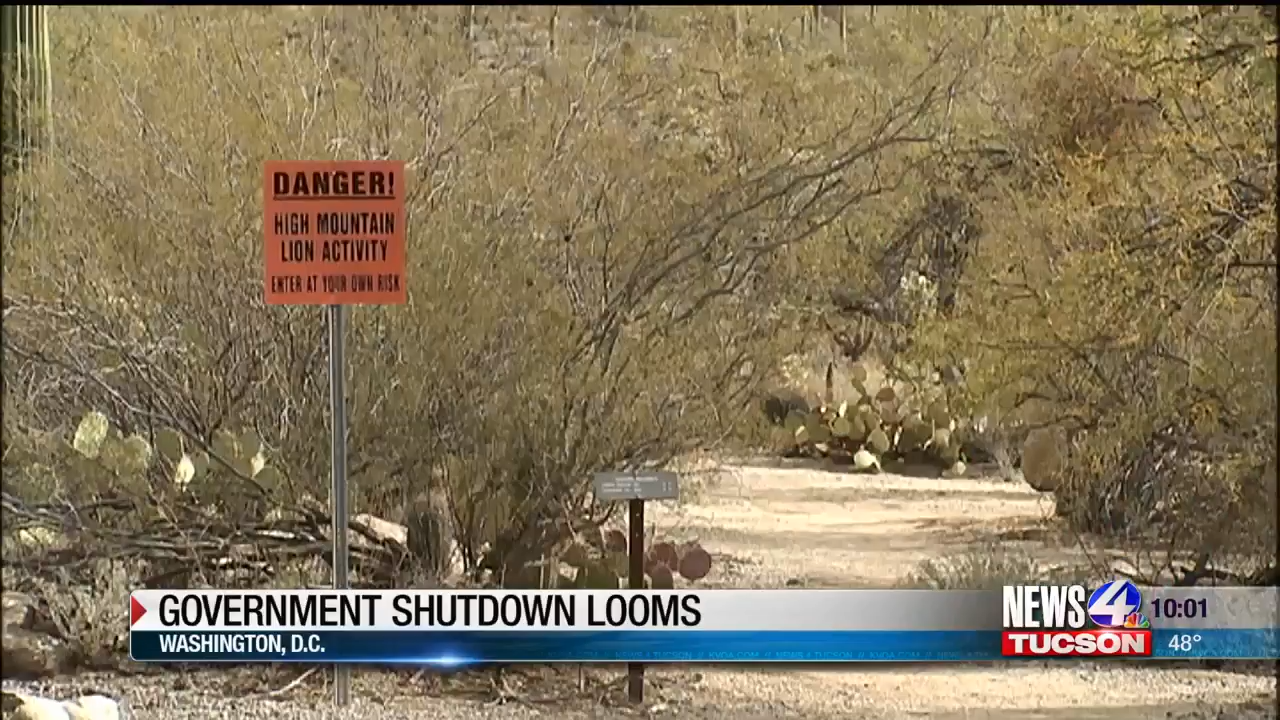 DANGER!
HIGH MOUNTAIN
LION ACTIVITY
ENTER AT YOUR OWN RISK
GOVERNMENT SHUTDOWN LOOMS
WASHINGTON, D.C.
NEWS 4
TUCSON
10:01
48°